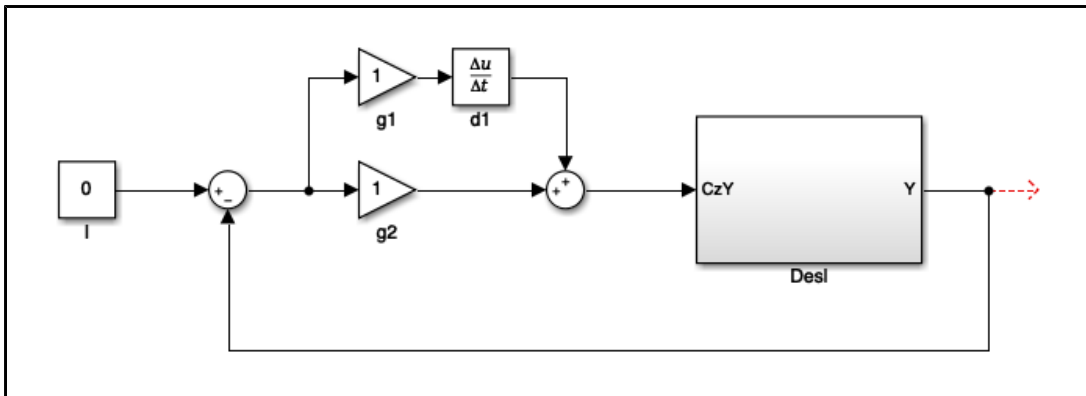 1
Δu
Δt
g1
d1
0
+
−
+
+
1
CzY
Y
I
g2
Desl